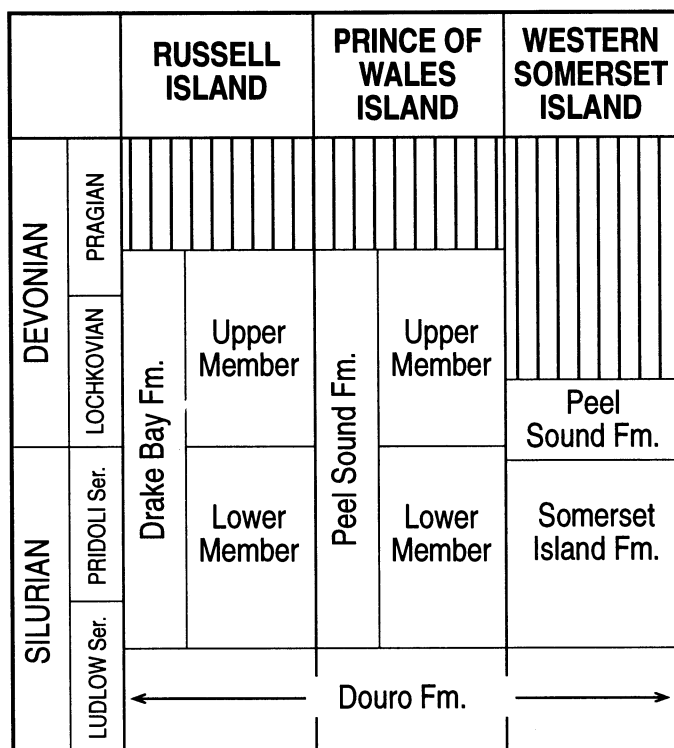 RUSSELL
ISLAND
PRINCE OF
WALES
ISLAND
WESTERN
SOMERSET
ISLAND
DEVONIAN
PRAGIAN
LOCHKOVIAN
SILURIAN
PRIDOLI Ser.
LUDLOW Ser.
Drake Bay Fm.
Upper
Member
Lower
Member
Peel Sound Fm.
Upper
Member
Lower
Member
Peel
Sound Fm.
Somerset
Island Fm.
Douro Fm.